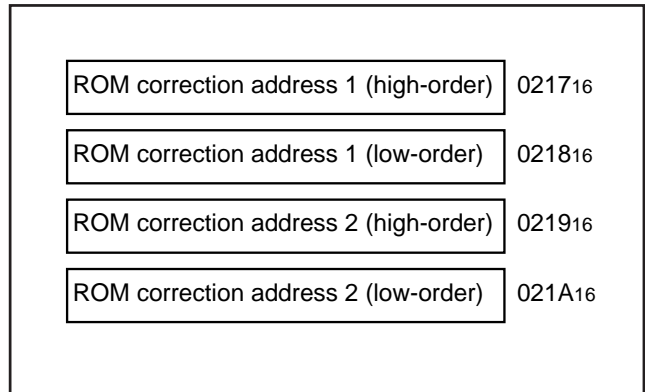 ROM correction address 1 (high-order) 0217₁₆
ROM correction address 1 (low-order) 0218₁₆
ROM correction address 2 (high-order) 0219₁₆
ROM correction address 2 (low-order) 021A₁₆